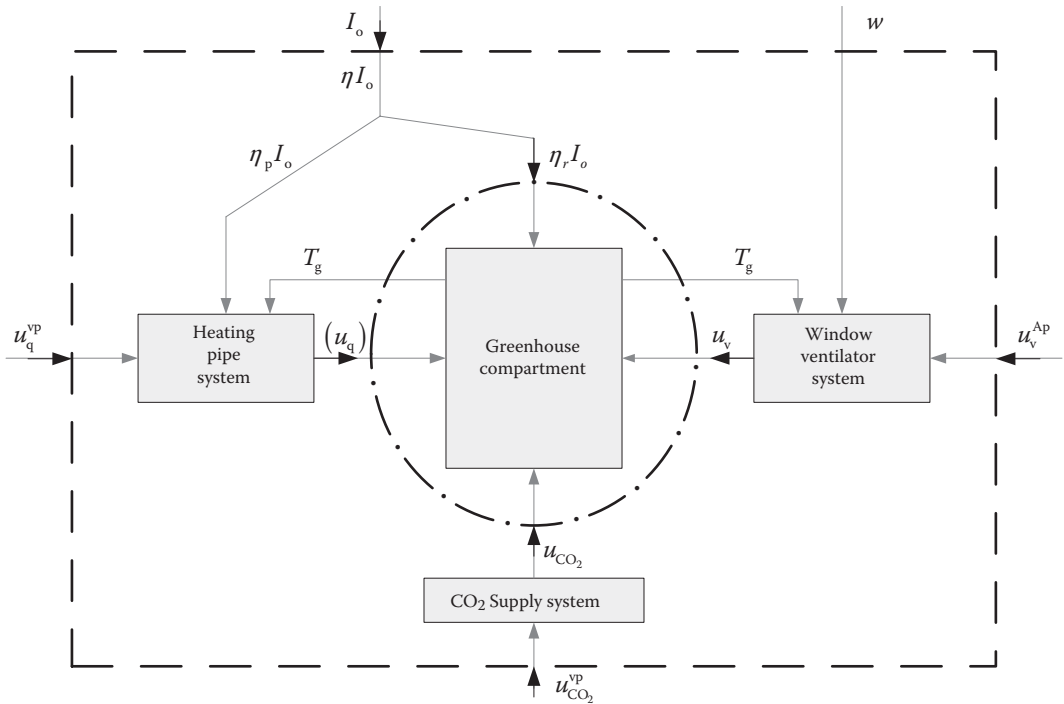 I_o
w
ηI_o
η_p I_o
η_r I_o
T_g
T_g
u_q^vp
Heating
pipe
system
(u_q)
Greenhouse
compartment
u_v
Window
ventilator
system
u_v^Ap
u_CO₂
CO₂ Supply system
u_CO₂^vp